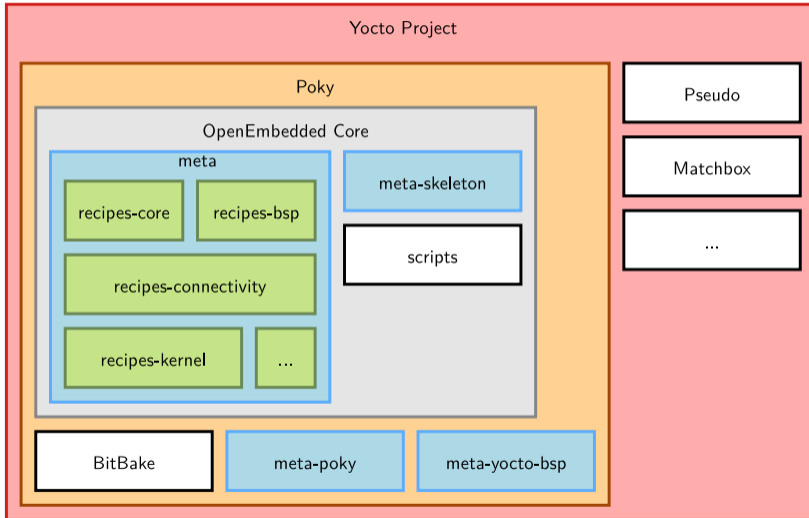 Yocto Project
Poky
OpenEmbedded Core
meta
recipes-core
recipes-bsp
recipes-connectivity
recipes-kernel
...
meta-skeleton
scripts
BitBake
meta-poky
meta-yocto-bsp
Pseudo
Matchbox
...